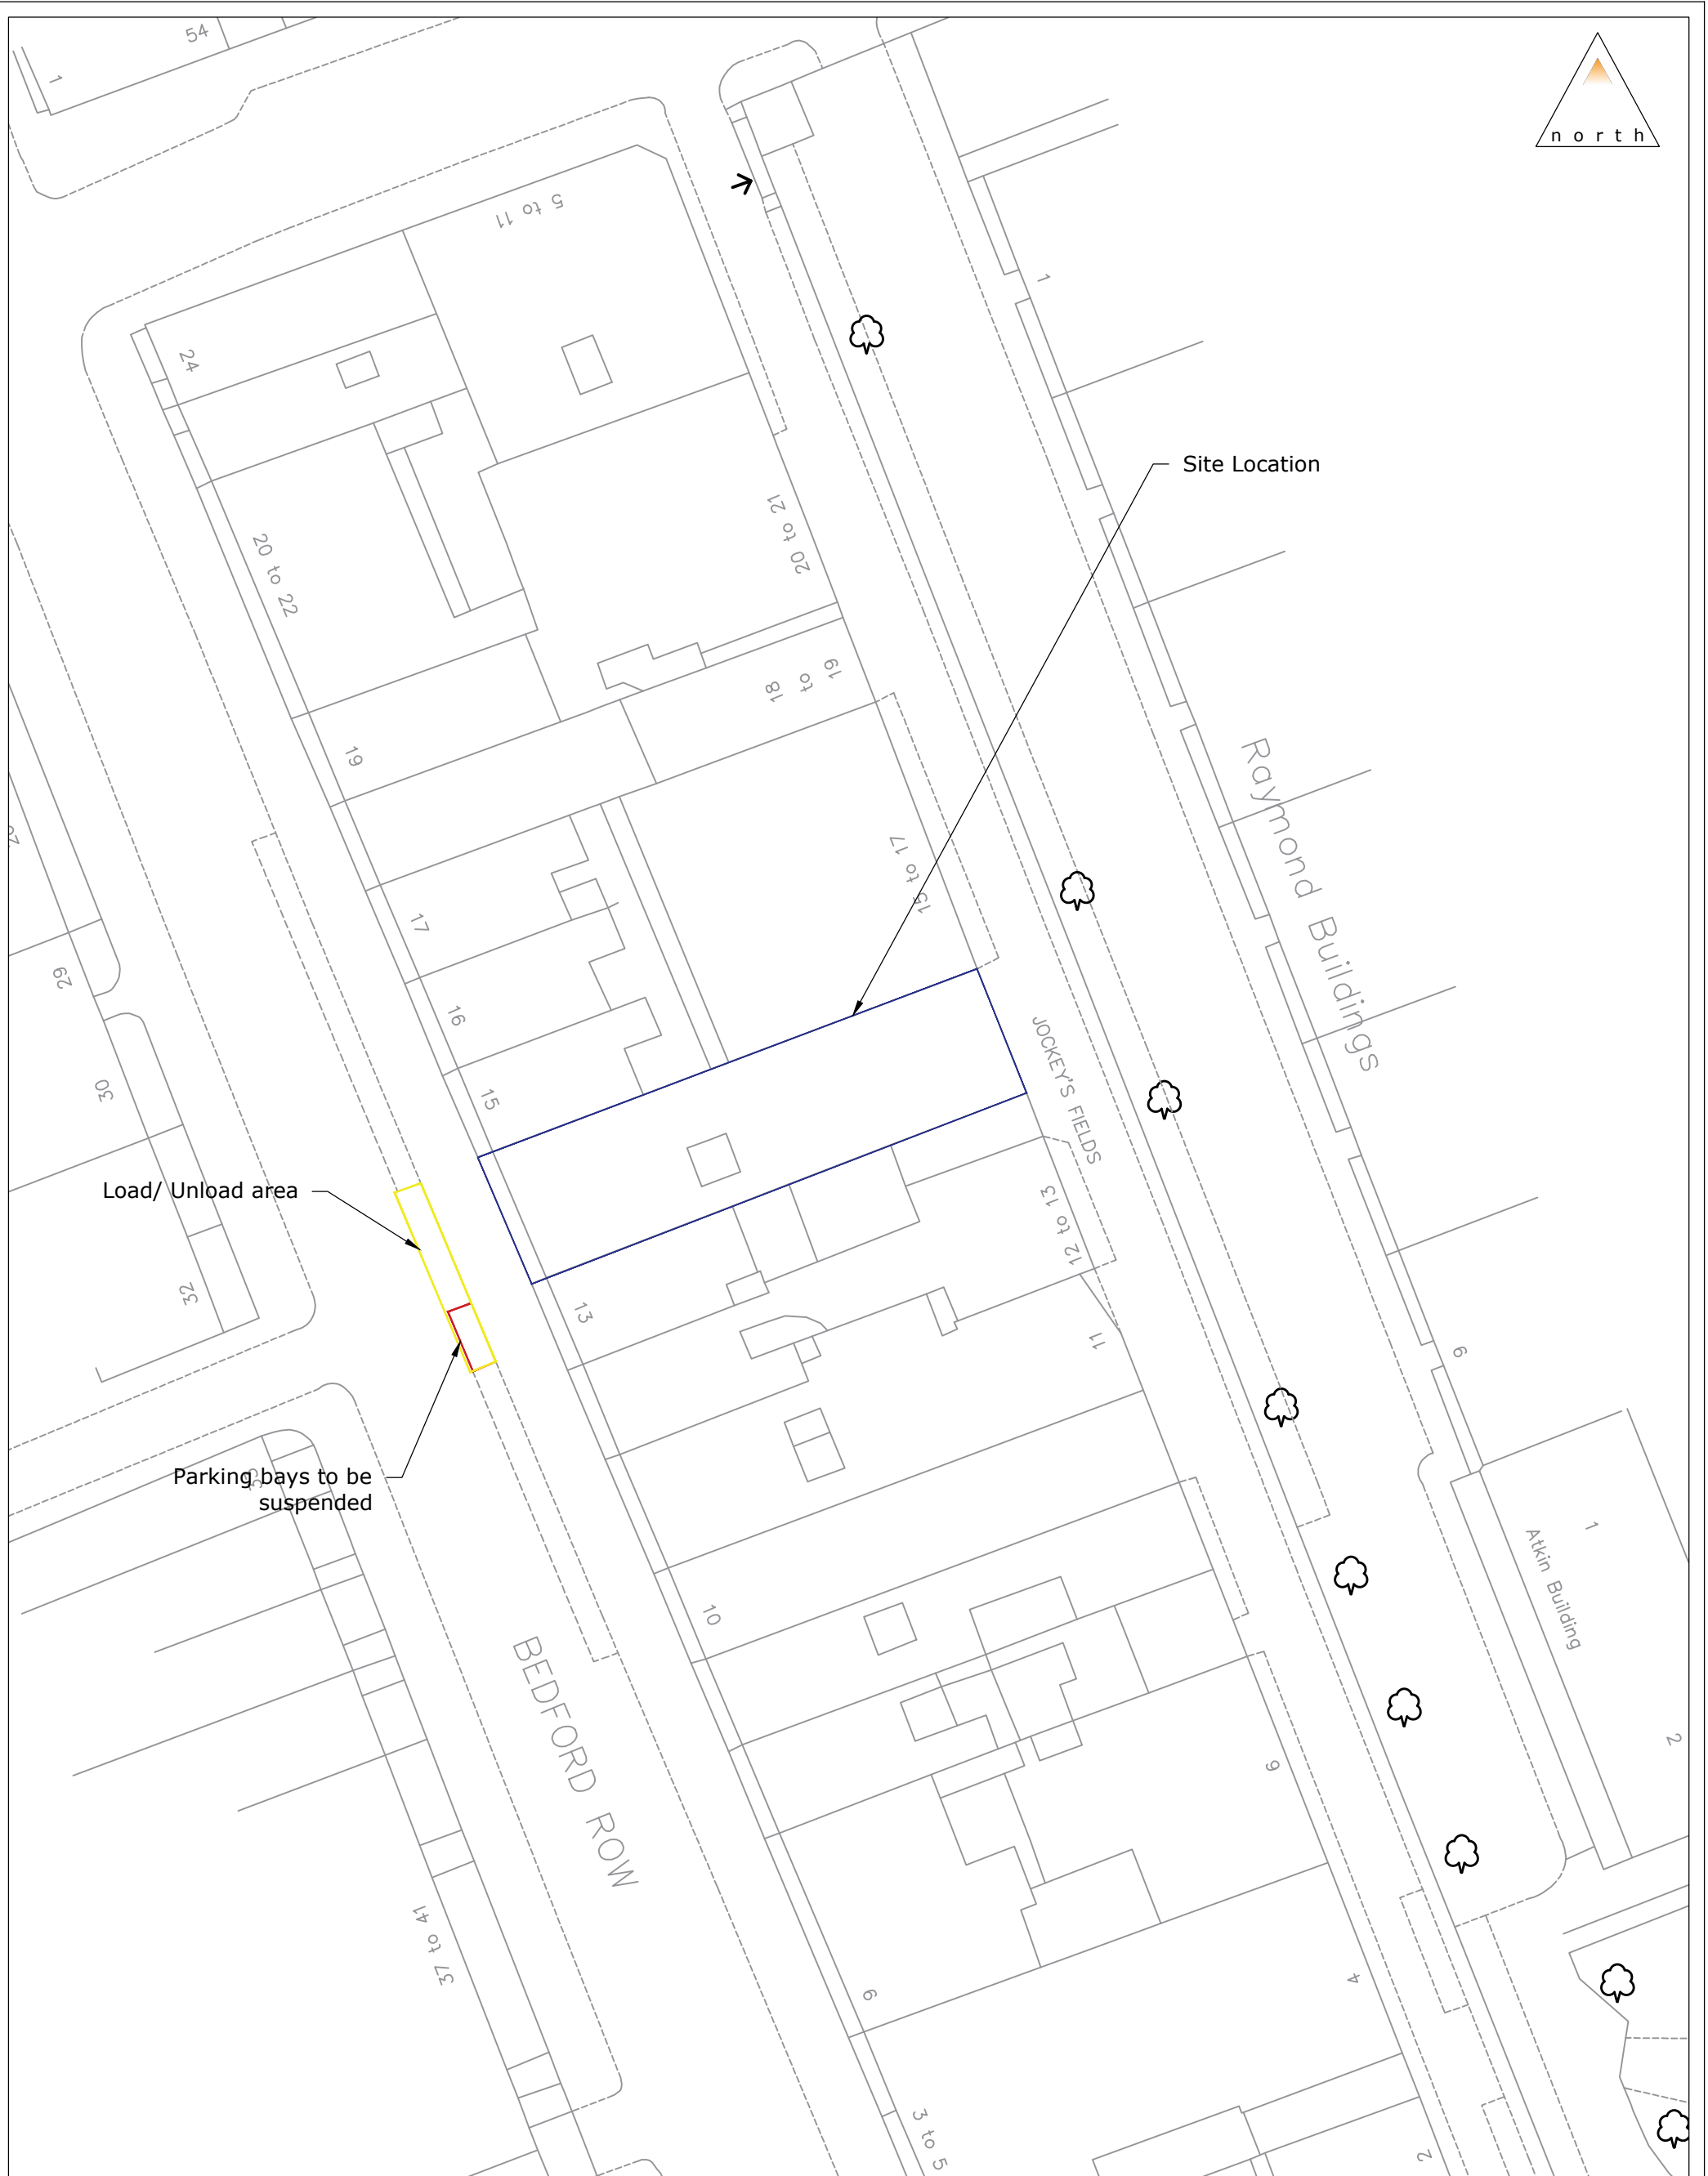 54
1
north
5 to 11
1
24
Site Location
20 to 21
20 to 22
19
to
18
19
Raymond Buildings
15 to 17
17
29
16
JOCKEY'S FIELDS
30
15
Load/ Unload area
12 to 13
32
13
11
6
Parking bays to be
suspended
1
Atkin Building
10
BEDFORD ROW
2
9
37 to 41
4
6
3 to 5
2